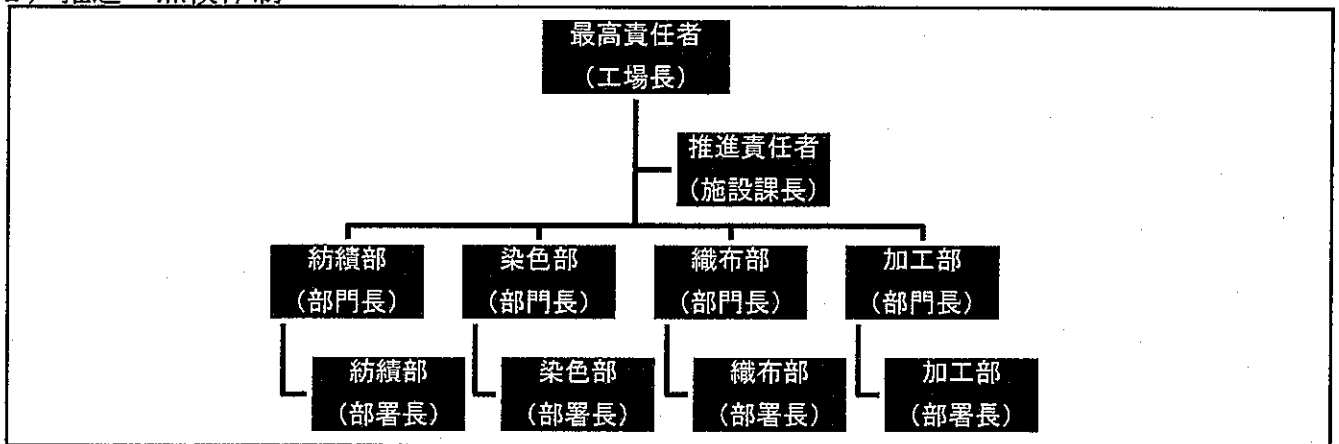 最高責任者
(工場長)
推進責任者
(施設課長)
紡績部
(部門長)
染色部
(部門長)
織布部
(部門長)
加工部
(部門長)
紡績部
(部署長)
染色部
(部署長)
織布部
(部署長)
加工部
(部署長)